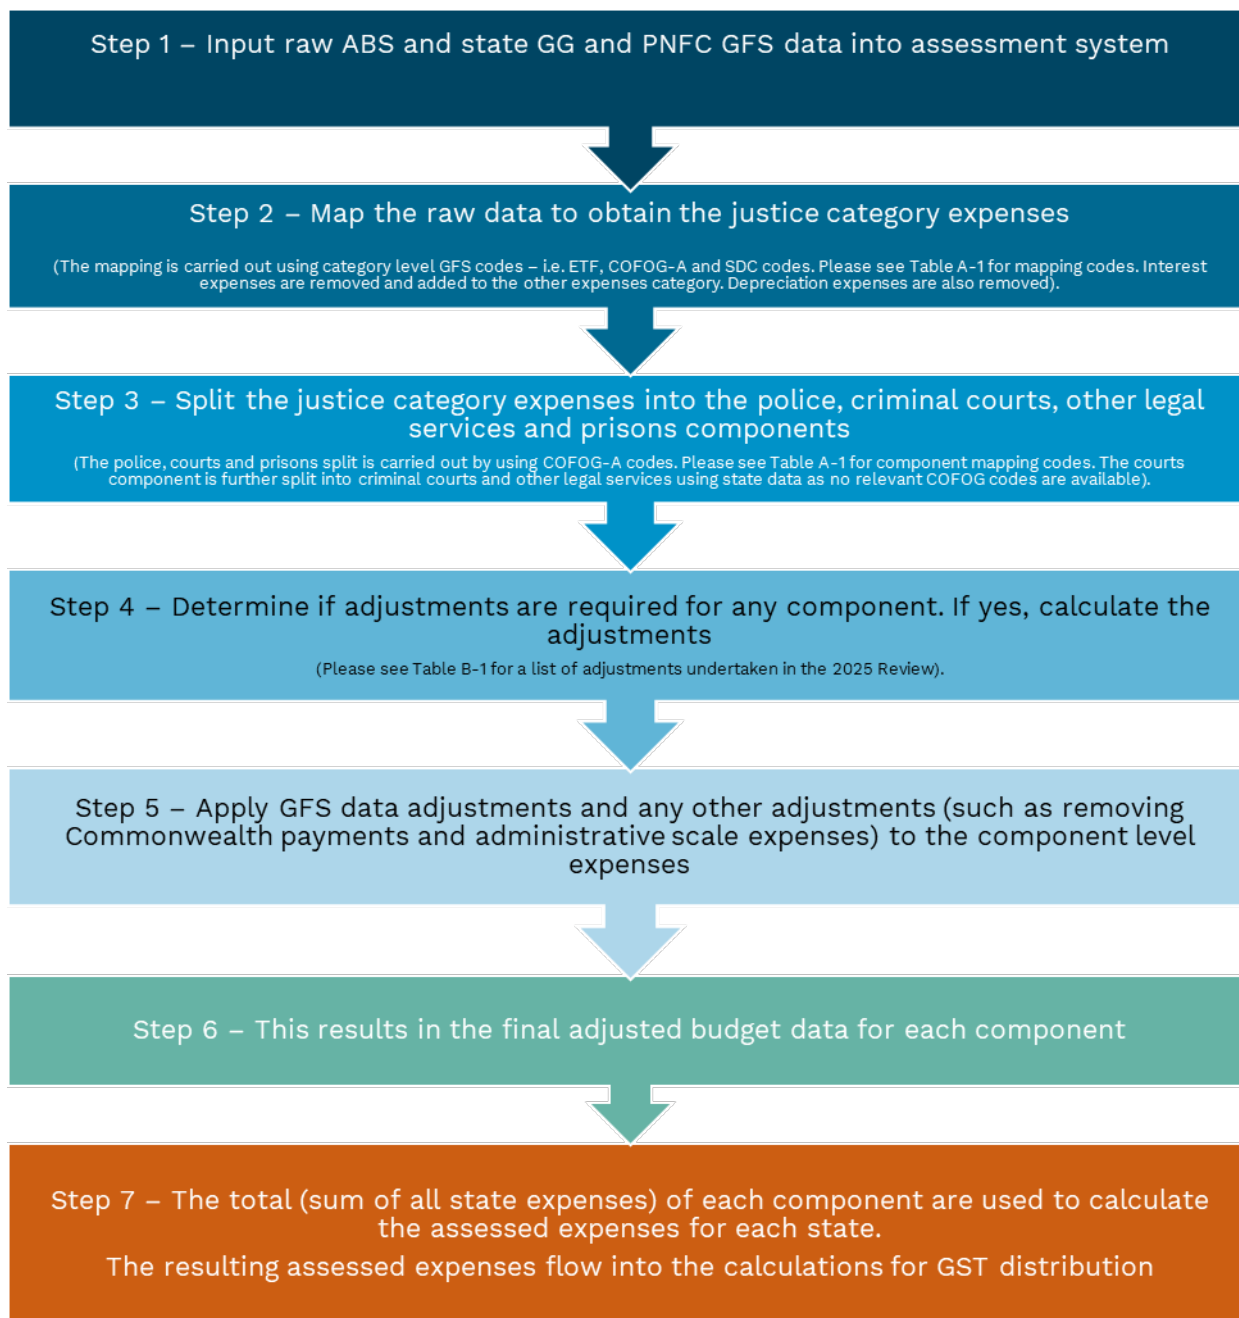 Step 1 – Input raw ABS and state GG and PNFC GFS data into assessment system
Step 2 – Map the raw data to obtain the justice category expenses
(The mapping is carried out using category level GFS codes – i.e. ETF, COFOG-A and SDC codes. Please see Table A-1 for mapping codes. Interest
expenses are removed and added to the other expenses category. Depreciation expenses are also removed).
Step 3 – Split the justice category expenses into the police, criminal courts, other legal
services and prisons components
(The police, courts and prisons split is carried out by using COFOG-A codes. Please see Table A-1 for component mapping codes. The courts
component is further split into criminal courts and other legal services using state data as no relevant COFOG codes are available).
Step 4 – Determine if adjustments are required for any component. If yes, calculate the
adjustments
(Please see Table B-1 for a list of adjustments undertaken in the 2025 Review).
Step 5 – Apply GFS data adjustments and any other adjustments (such as removing
Commonwealth payments and administrative scale expenses) to the component level
expenses
Step 6 – This results in the final adjusted budget data for each component
Step 7 – The total (sum of all state expenses) of each component are used to calculate
the assessed expenses for each state.
The resulting assessed expenses flow into the calculations for GST distribution